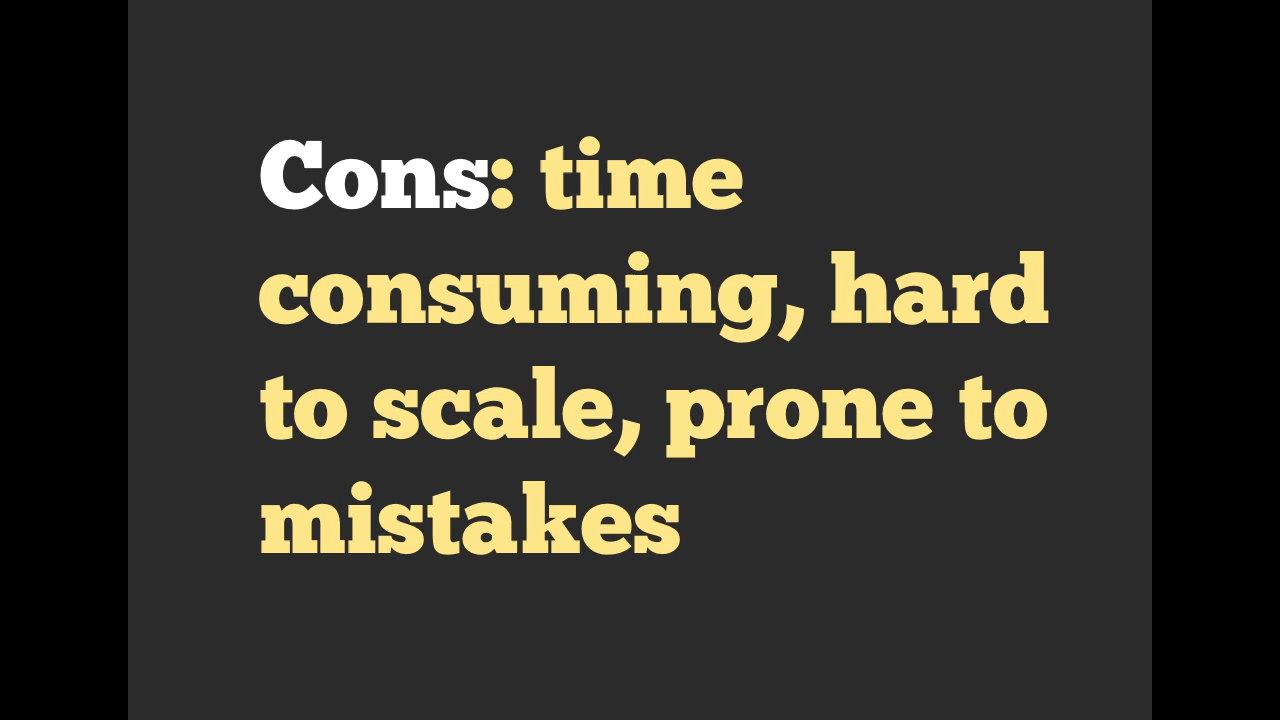 Cons: time
consuming, hard
to scale, prone to
mistakes